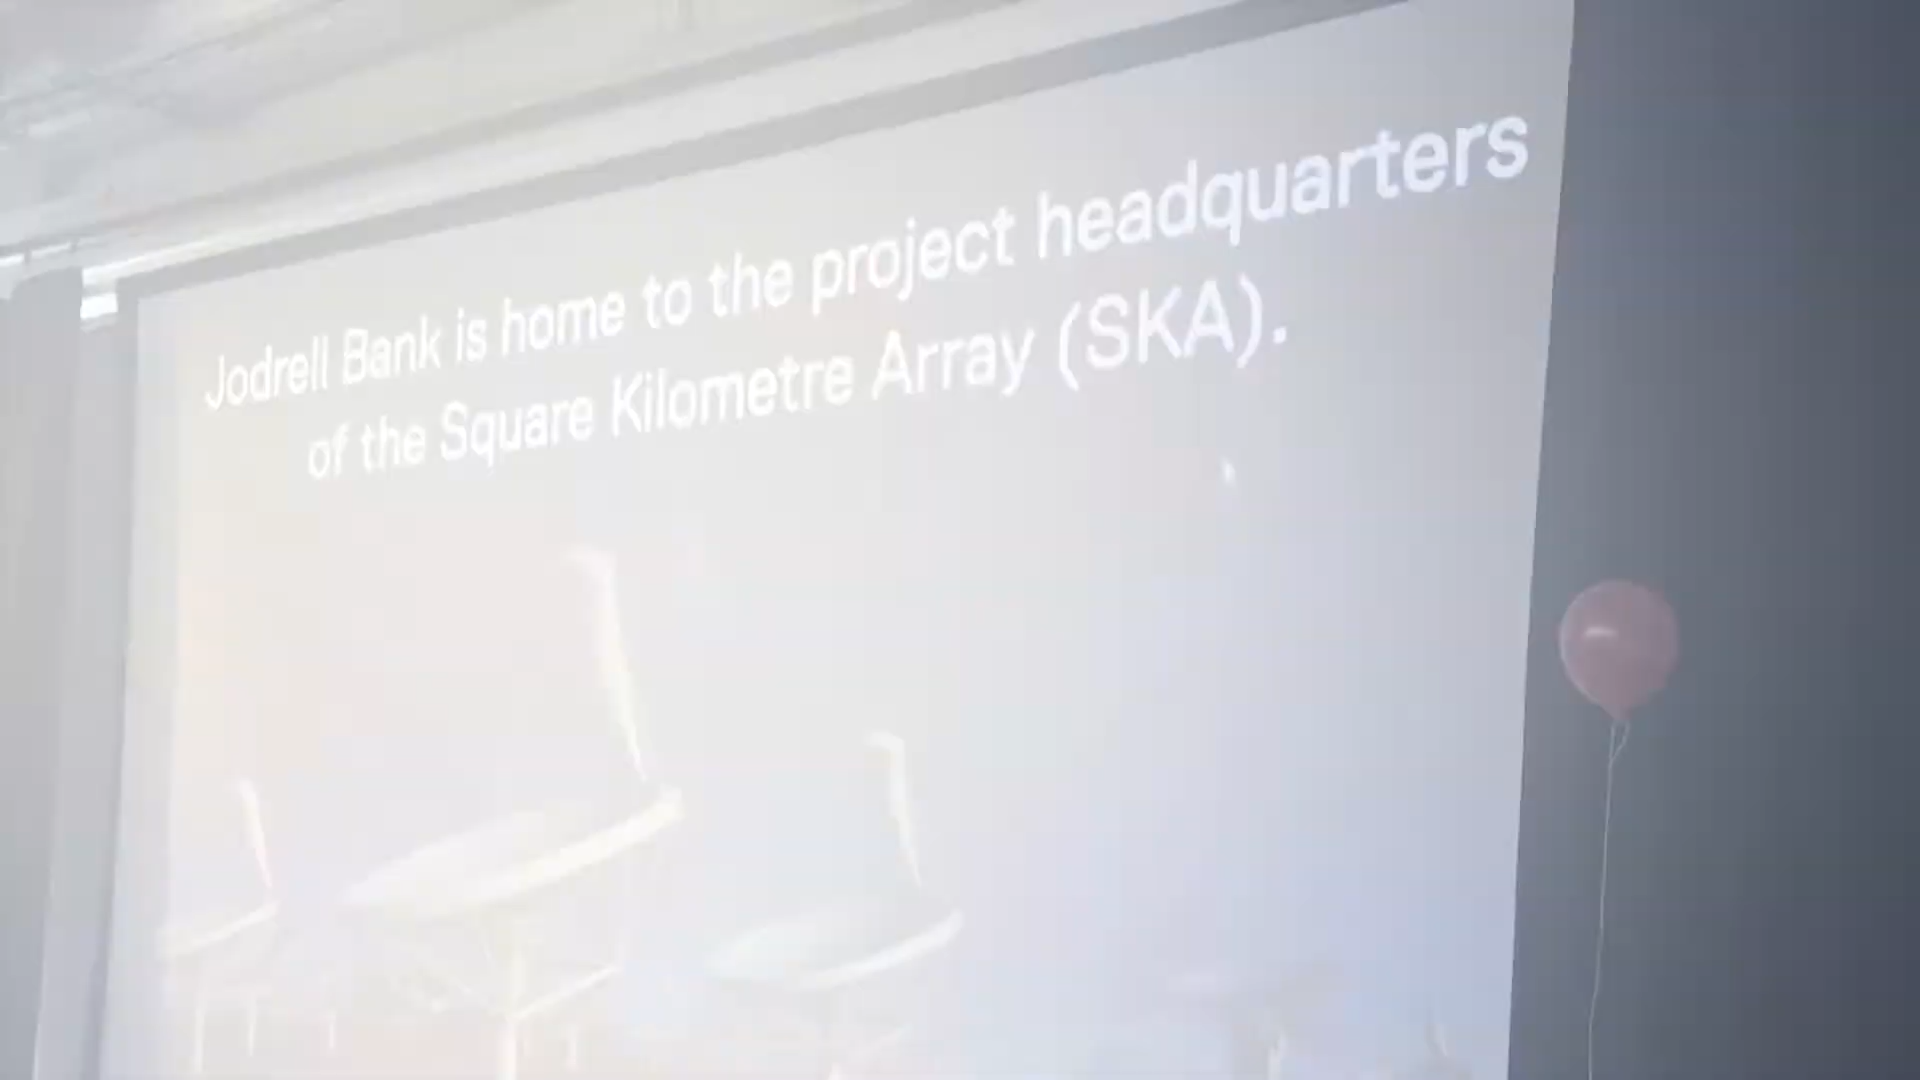 Jodrell Bank is home to the project headquarters
of the Square Kilometre Array (SKA).